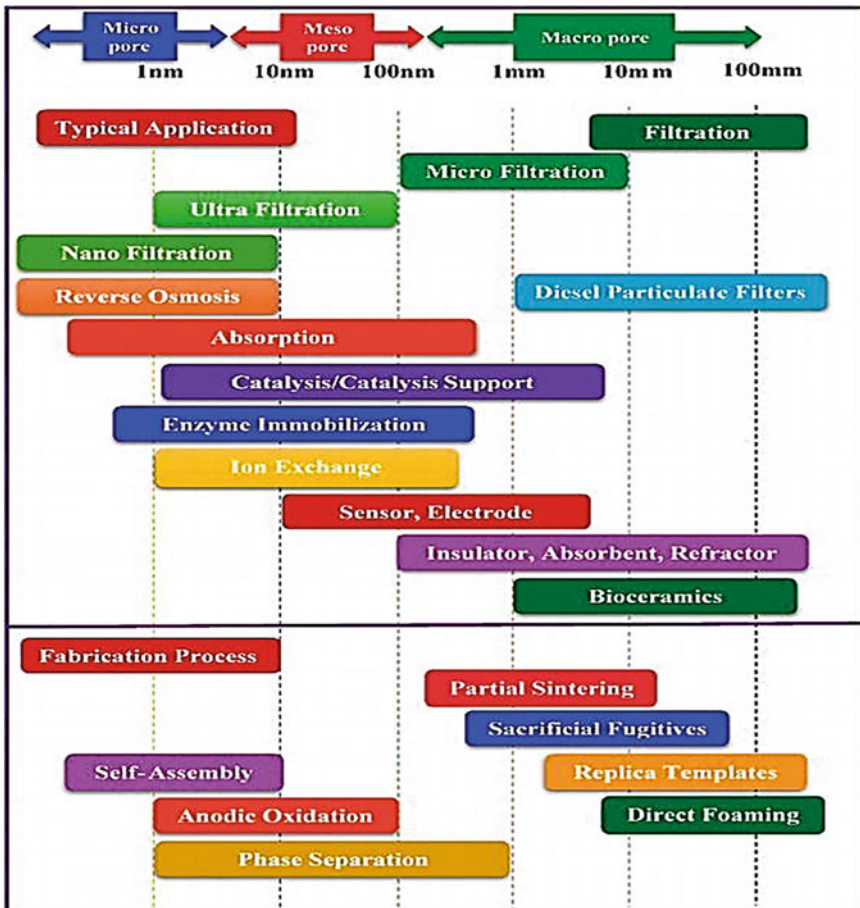 Micro pore
Meso pore
Macro pore
1nm 10nm 100nm 1mm 10mm 100mm
Typical Application
Filtration
Micro Filtration
Ultra Filtration
Nano Filtration
Reverse Osmosis
Diesel Particulate Filters
Absorption
Catalysis/Catalysis Support
Enzyme Immobilization
Ion Exchange
Sensor, Electrode
Insulator, Absorbent, Refractor
Bioceramics
Fabrication Process
Partial Sintering
Sacrificial Fugitives
Self-Assembly
Replica Templates
Anodic Oxidation
Direct Foaming
Phase Separation